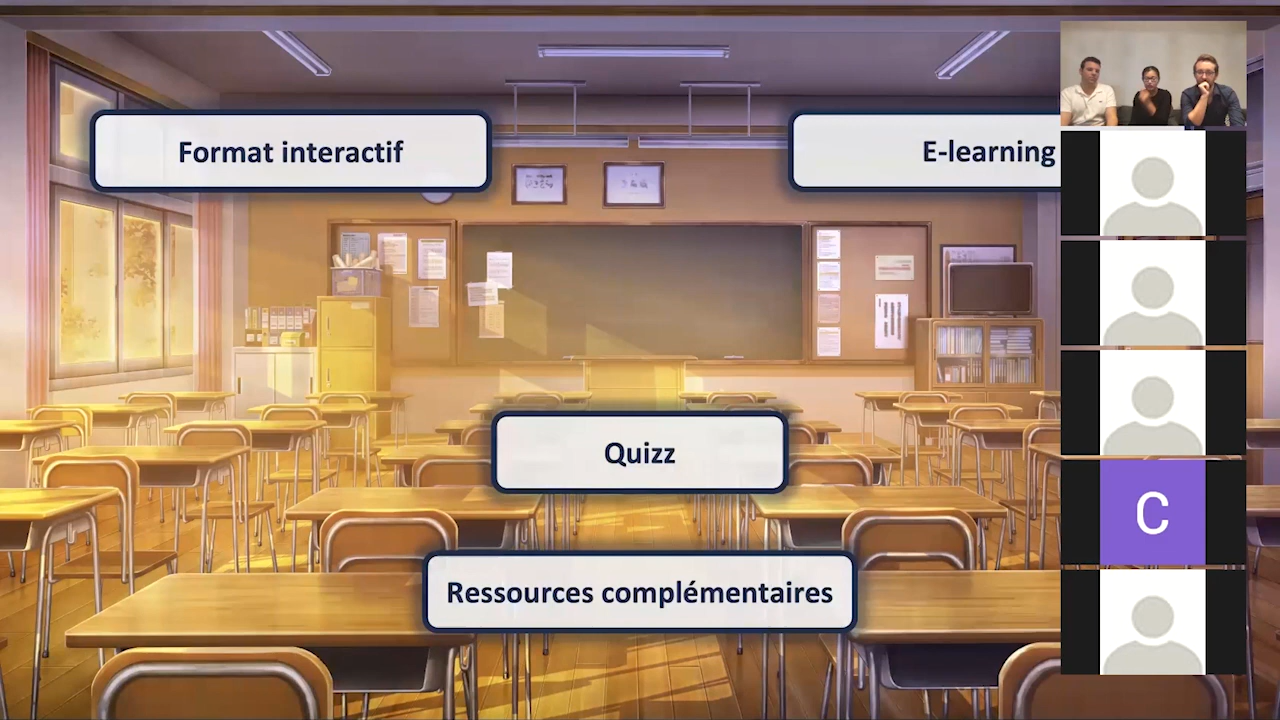 Format interactif
E-learning
Quizz
C
Ressources complémentaires